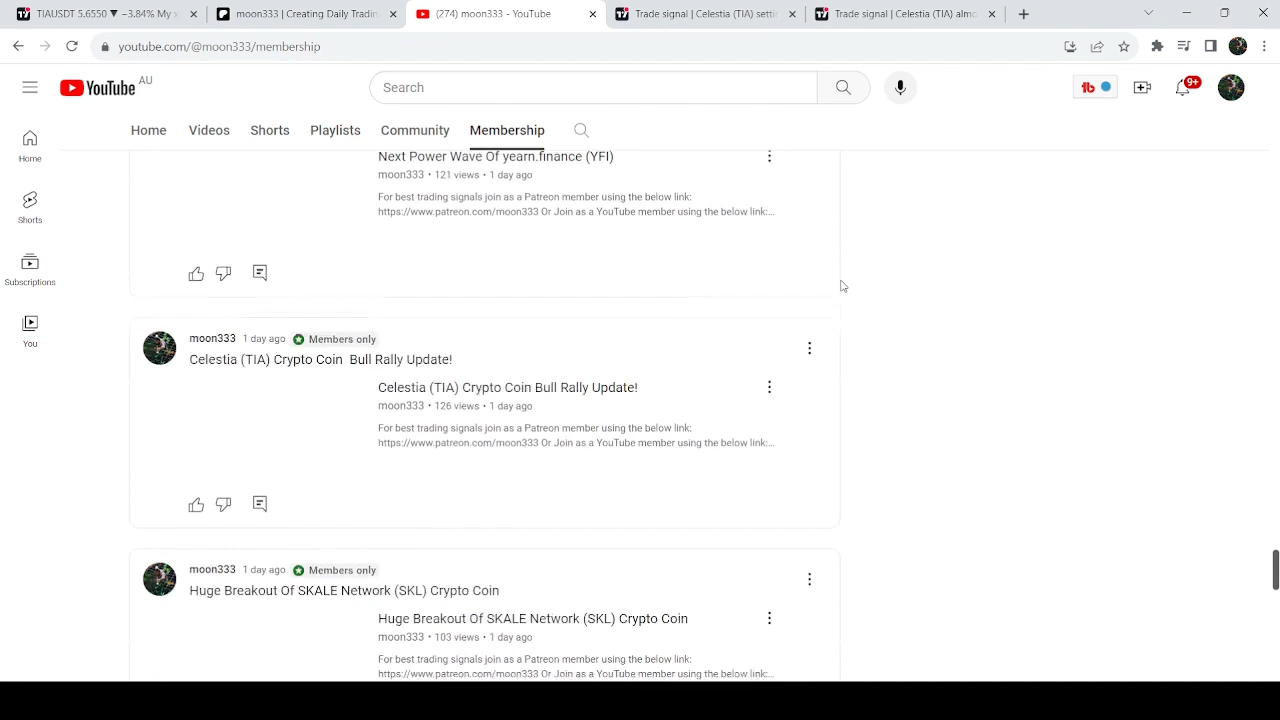 TIAUSDT 5.6550 ▼ −3.84% My
moon333 | Creating Daily Tradin
(274) moon333 - YouTube
Trade signal | Celestia (TIA) setti
Trade signal | Celestia (TIA) almo
youtube.com/@moon333/membership
YouTube AU
Search
9+
Home Videos Shorts Playlists Community Membership
Home
Shorts
Subscriptions
You
Next Power Wave Of yearn.finance (YFI)
moon333 • 121 views • 1 day ago
For best trading signals join as a Patreon member using the below link:
https://www.patreon.com/moon333 Or Join as a YouTube member using the below link:...
moon333 1 day ago Members only
Celestia (TIA) Crypto Coin Bull Rally Update!
Celestia (TIA) Crypto Coin Bull Rally Update!
moon333 • 126 views • 1 day ago
For best trading signals join as a Patreon member using the below link:
https://www.patreon.com/moon333 Or Join as a YouTube member using the below link:...
moon333 1 day ago Members only
Huge Breakout Of SKALE Network (SKL) Crypto Coin
Huge Breakout Of SKALE Network (SKL) Crypto Coin
moon333 • 103 views • 1 day ago
For best trading signals join as a Patreon member using the below link:
https://www.patreon.com/moon333 Or Join as a YouTube member using the below link:...